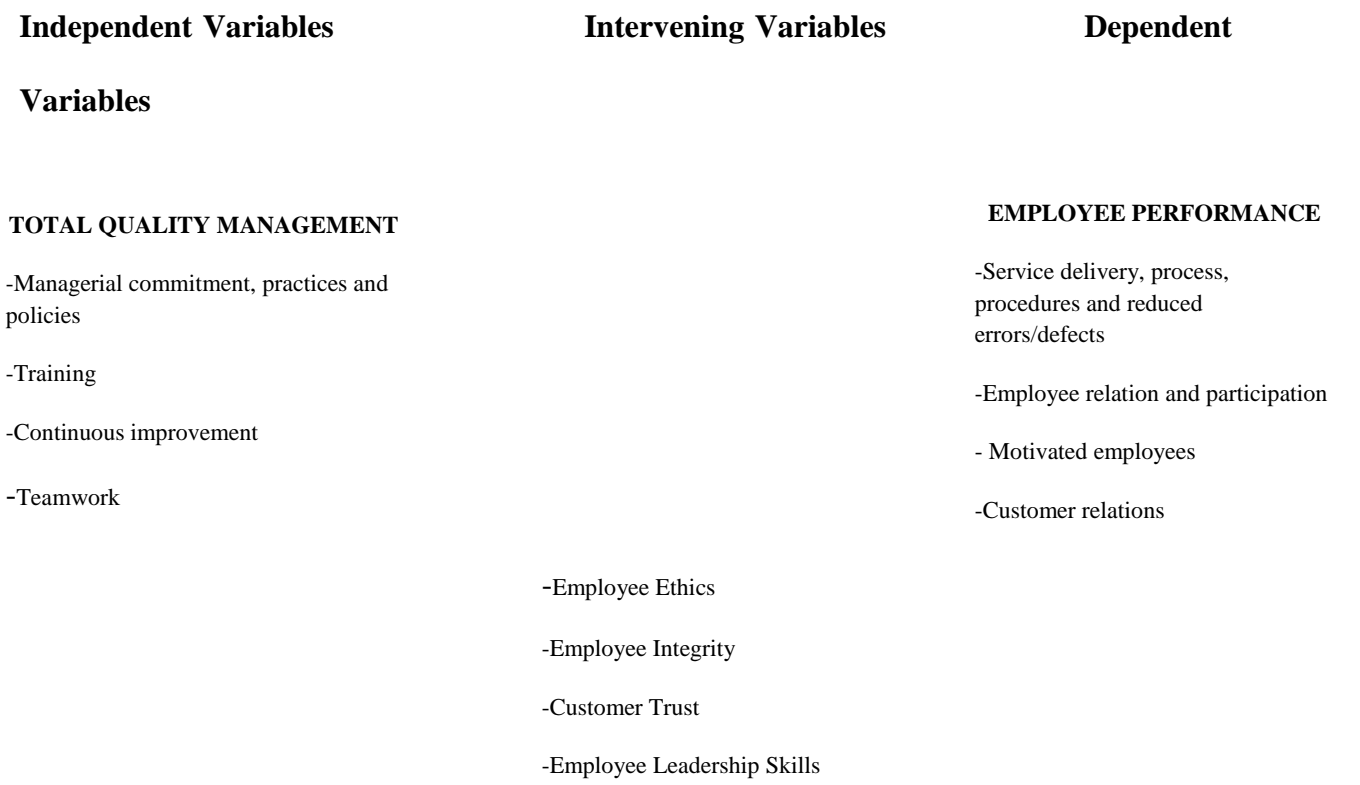 Independent Variables Intervening Variables Dependent
Variables
TOTAL QUALITY MANAGEMENT
-Managerial commitment, practices and
policies
-Training
-Continuous improvement
-Teamwork
EMPLOYEE PERFORMANCE
-Service delivery, process,
procedures and reduced
errors/defects
-Employee relation and participation
- Motivated employees
-Customer relations
-Employee Ethics
-Employee Integrity
-Customer Trust
-Employee Leadership Skills